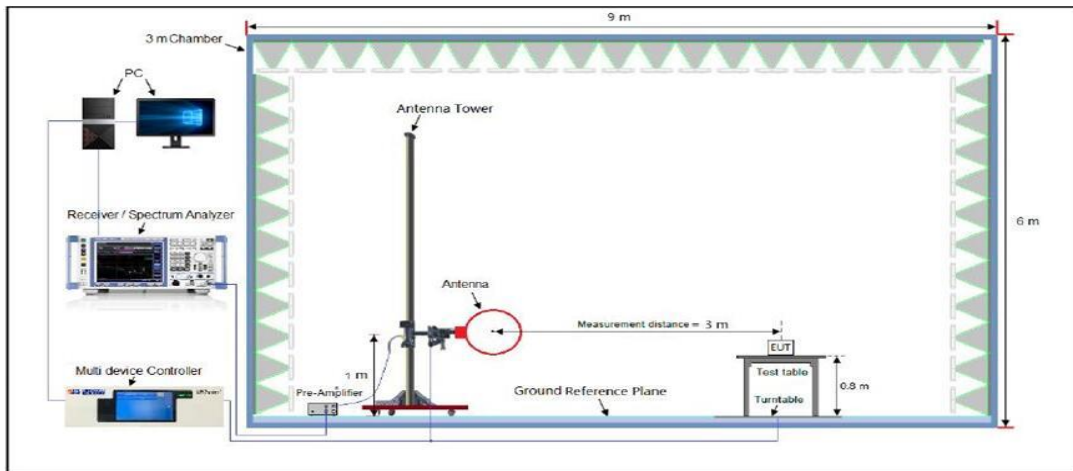 9 m
3 m Chamber
PC
Antenna Tower
Receiver / Spectrum Analyzer
6 m
Antenna
Measurement distance = 3 m
EUT
Multi device Controller
1 m
Pre-Amplifier
Ground Reference Plane
Test table
0.8 m
Turntable